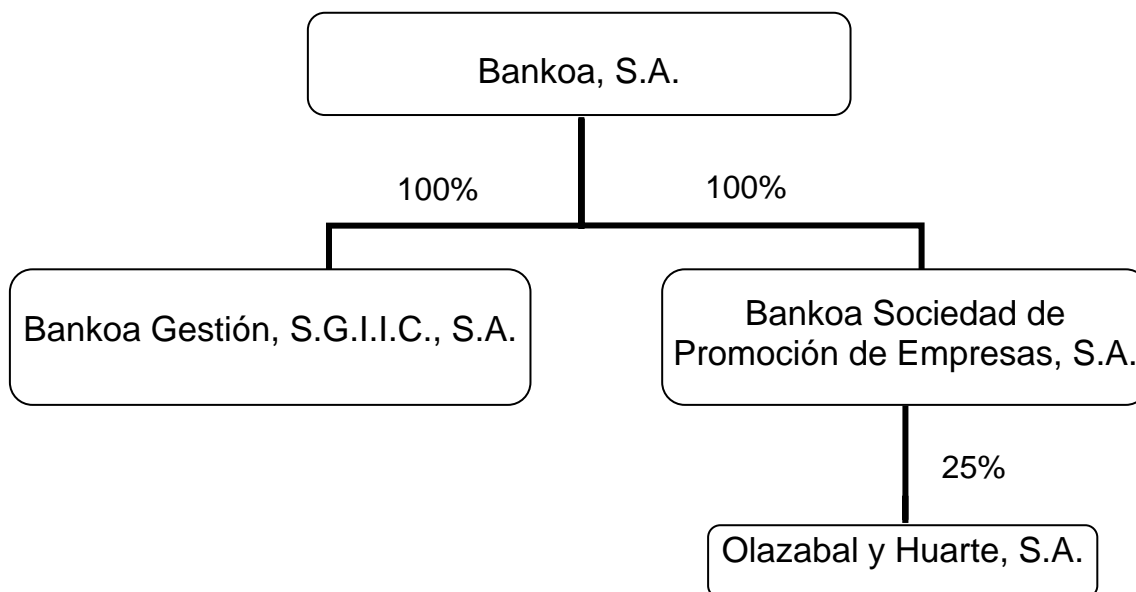 Bankoa, S.A.
100%
100%
Bankoa Gestión, S.G.I.I.C., S.A.
Bankoa Sociedad de
Promoción de Empresas, S.A.
25%
Olazabal y Huarte, S.A.